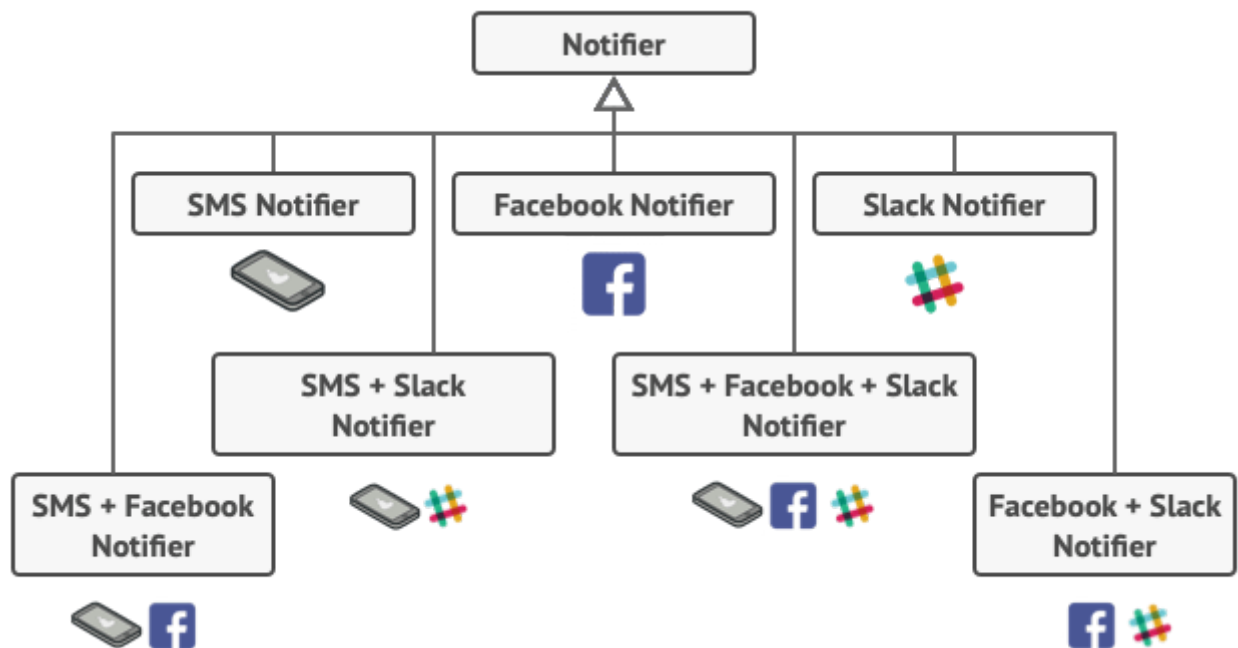 Notifier
SMS Notifier
Facebook Notifier
Slack Notifier
SMS + Slack
Notifier
SMS + Facebook + Slack
Notifier
SMS + Facebook
Notifier
Facebook + Slack
Notifier